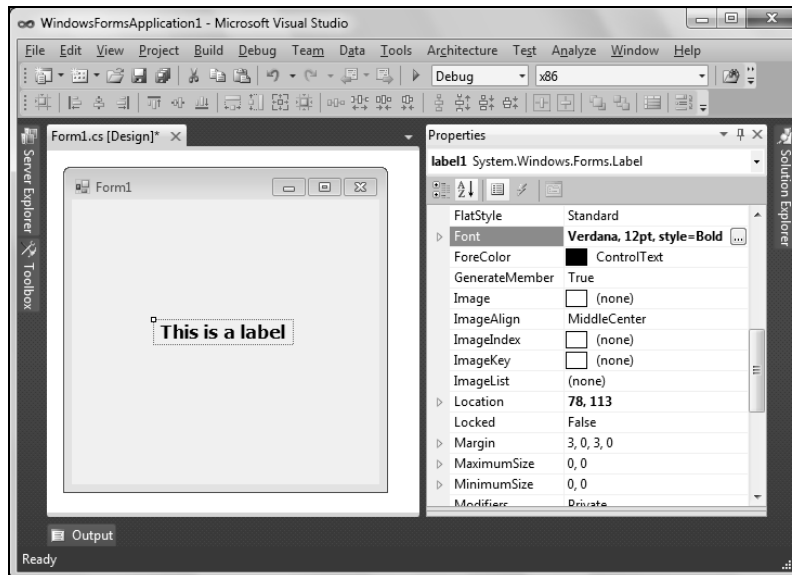 WindowsFormsApplication1 - Microsoft Visual Studio
File Edit View Project Build Debug Team Data Tools Architecture Test Analyze Window Help
Debug x86
Server Explorer
Toolbox
Form1.cs [Design]*
Form1
This is a label
Properties
label1 System.Windows.Forms.Label
FlatStyle Standard
Font Verdana, 12pt, style=Bold ...
ForeColor ControlText
GenerateMember True
Image (none)
ImageAlign MiddleCenter
ImageIndex (none)
ImageKey (none)
ImageList (none)
Location 78, 113
Locked False
Margin 3, 0, 3, 0
MaximumSize 0, 0
MinimumSize 0, 0
Modifiers Private
Solution Explorer
Output
Ready